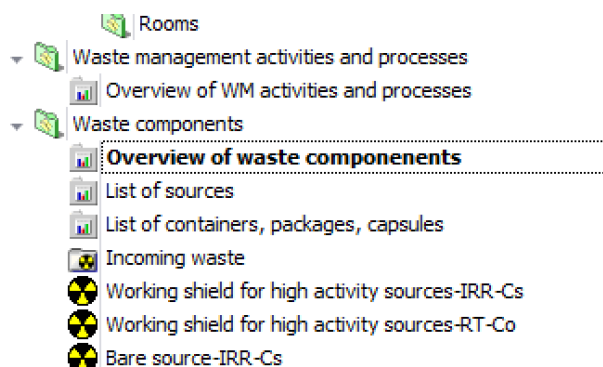 Rooms
Waste management activities and processes
Overview of WM activities and processes
Waste components
Overview of waste componenents
List of sources
List of containers, packages, capsules
Incoming waste
Working shield for high activity sources-IRR-Cs
Working shield for high activity sources-RT-Co
Bare source-IRR-Cs